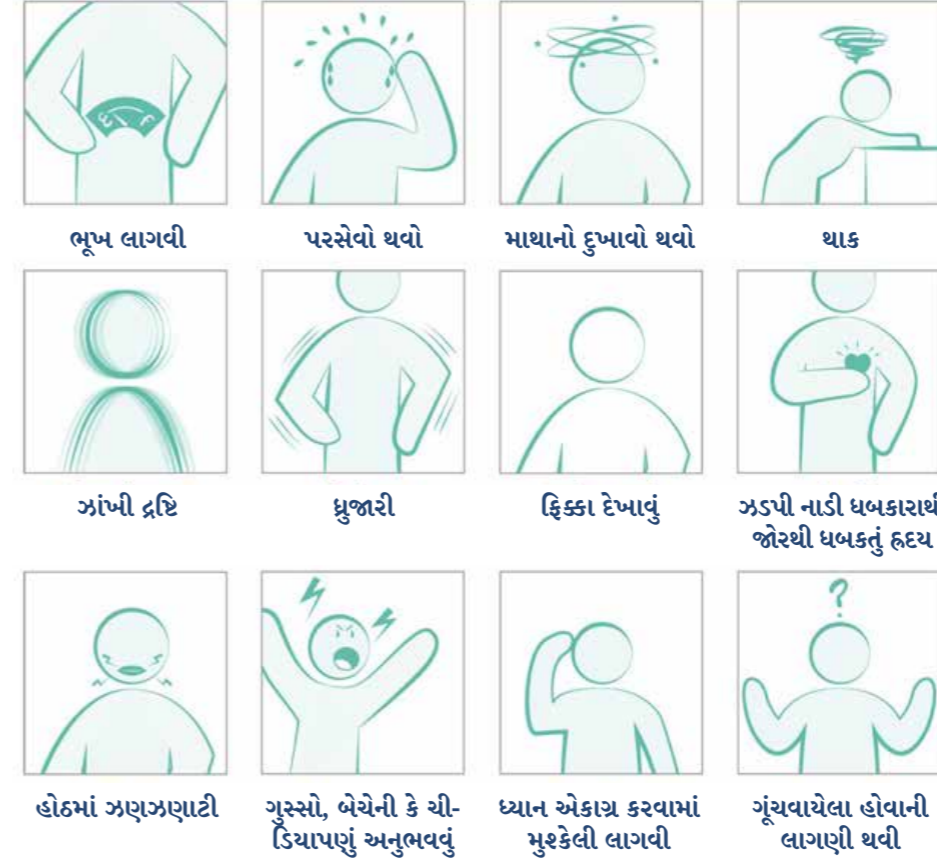 ભૂખ લાગવી
પરસેવો થવો
માથાનો દુખાવો થવો
થાક
ઝાંખી દ્રષ્ટિ
ધ્રુજારી
ફિક્કા દેખાવું
ઝડપી નાડી ધબકારાથી
જોરથી ધબકતું હ્રદય
હોઠમાં ઝણઝણાટી
ગુસ્સો, બેચેની કે ચી-
ડિયાપણું અનુભવવું
ધ્યાન એકાગ્ર કરવામાં
મુશ્કેલી લાગવી
?
ગૂંચવાયેલા હોવાની
લાગણી થવી